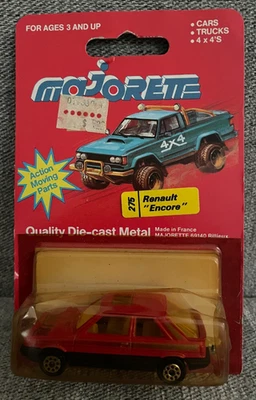 FOR AGES 3 AND UP
• CARS
• TRUCKS
• 4 x 4'S
majorette
4x4
Action
Moving
Parts
275
Renault
"Encore"
Quality Die-cast Metal
Made in France
MAJORETTE 69140 Rillieux